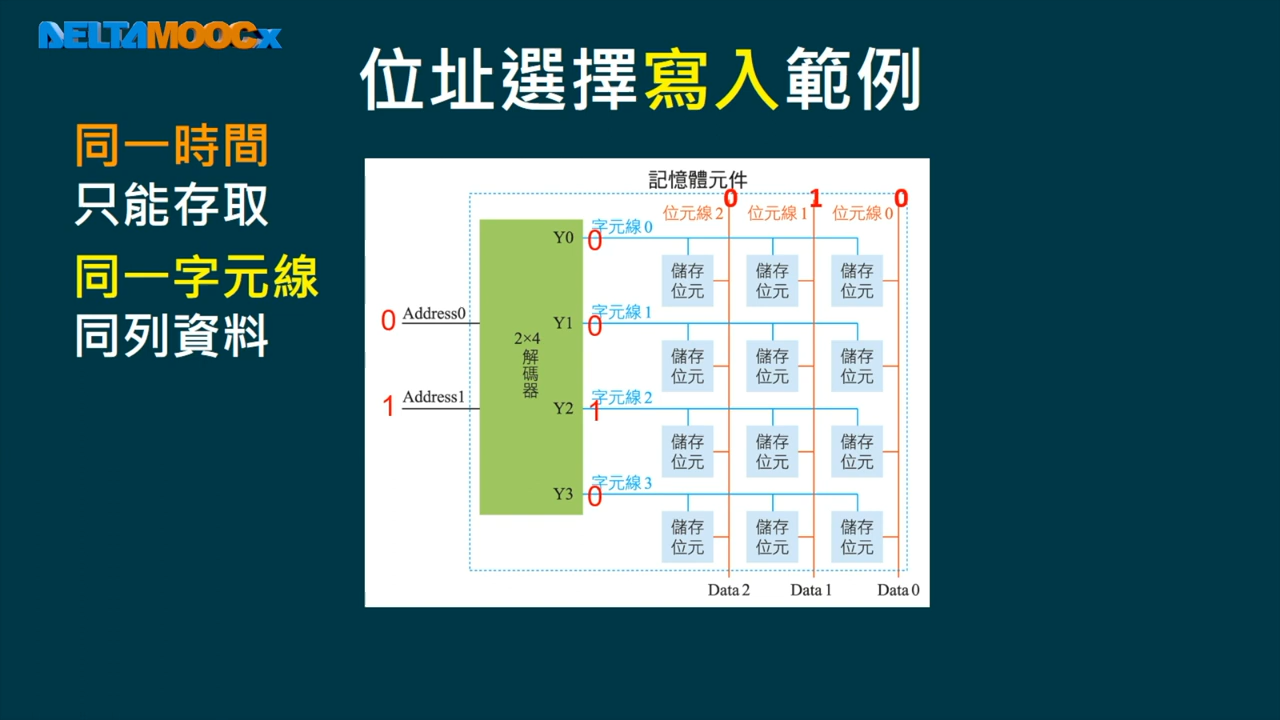 DELTAMOOCx
位址選擇寫入範例
同一時間
只能存取
同一字元線
同列資料
記憶體元件
0 1 0
位元線2 位元線1 位元線0
字元線0
Y0 0
儲存位元 儲存位元 儲存位元
0 Address0
字元線1
Y1 0
2×4
解碼器
儲存位元 儲存位元 儲存位元
1 Address1
字元線2
Y2 1
儲存位元 儲存位元 儲存位元
字元線3
Y3 0
儲存位元 儲存位元 儲存位元
Data 2 Data 1 Data 0